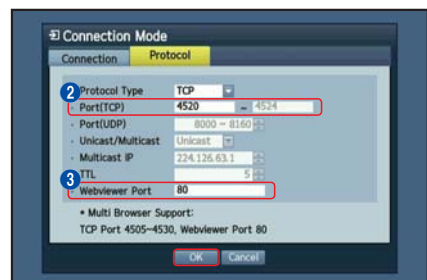 Connection Mode
Connection Protocol
2 Protocol Type TCP
Port(TCP) 4520 ~ 4524
Port(UDP) 8000 ~ 8160
Unicast/Multicast Unicast
Multicast IP 224.126.63.1
TTL 5
3 Webviewer Port 80
• Multi Browser Support:
TCP Port 4505~4530, Webviewer Port 80
OK Cancel